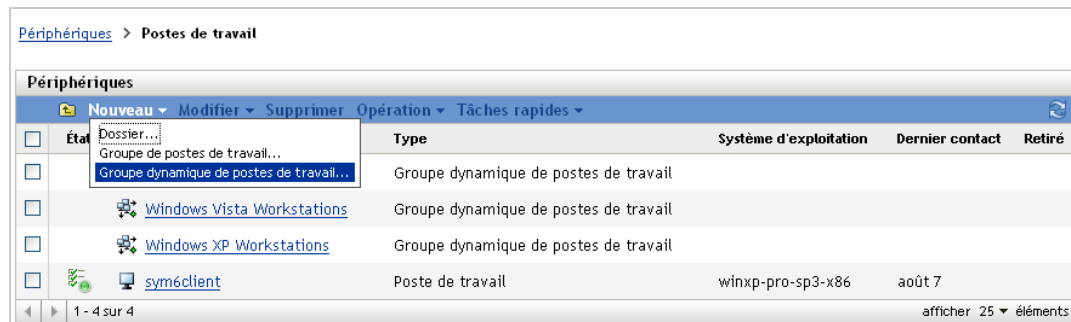 Périphériques > Postes de travail
Périphériques
Nouveau Modifier Supprimer Opération Tâches rapides
État Type Système d'exploitation Dernier contact Retiré
Dossier...
Groupe de postes de travail...
Groupe dynamique de postes de travail...
Groupe dynamique de postes de travail
Windows Vista Workstations Groupe dynamique de postes de travail
Windows XP Workstations Groupe dynamique de postes de travail
sym6client Poste de travail winxp-pro-sp3-x86 août 7
1 - 4 sur 4 afficher 25 éléments